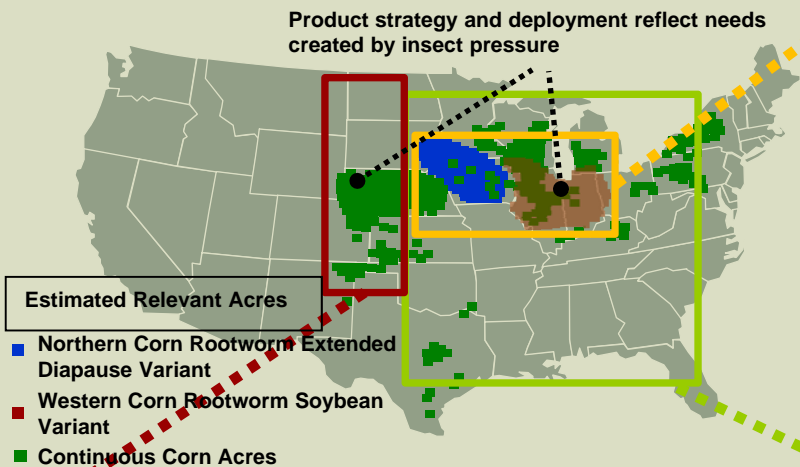 Product strategy and deployment reflect needs
created by insect pressure
Estimated Relevant Acres
Northern Corn Rootworm Extended
Diapause Variant
Western Corn Rootworm Soybean
Variant
Continuous Corn Acres